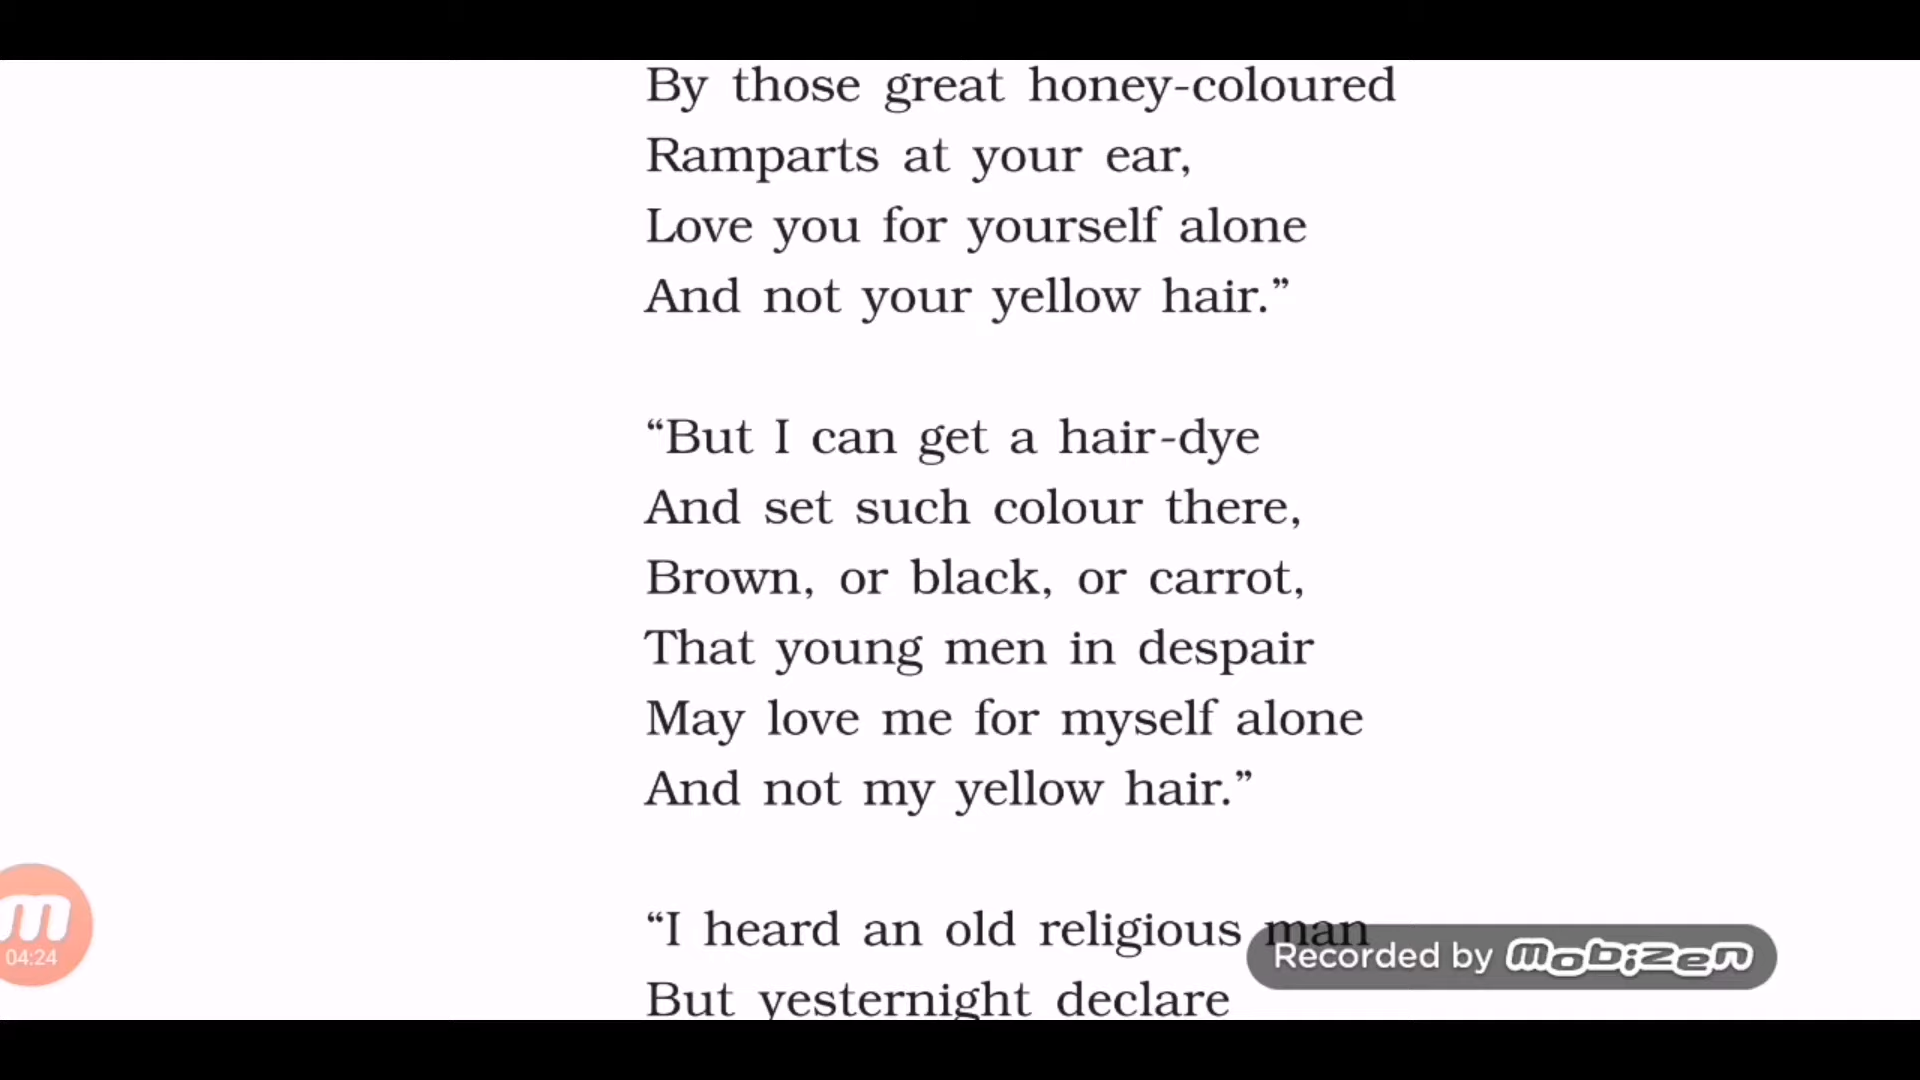 By those great honey-coloured
Ramparts at your ear,
Love you for yourself alone
And not your yellow hair.”
“But I can get a hair-dye
And set such colour there,
Brown, or black, or carrot,
That young men in despair
May love me for myself alone
And not my yellow hair.”
“I heard an old religious man
But yesternight declare
Recorded by mobizen
m
04:24